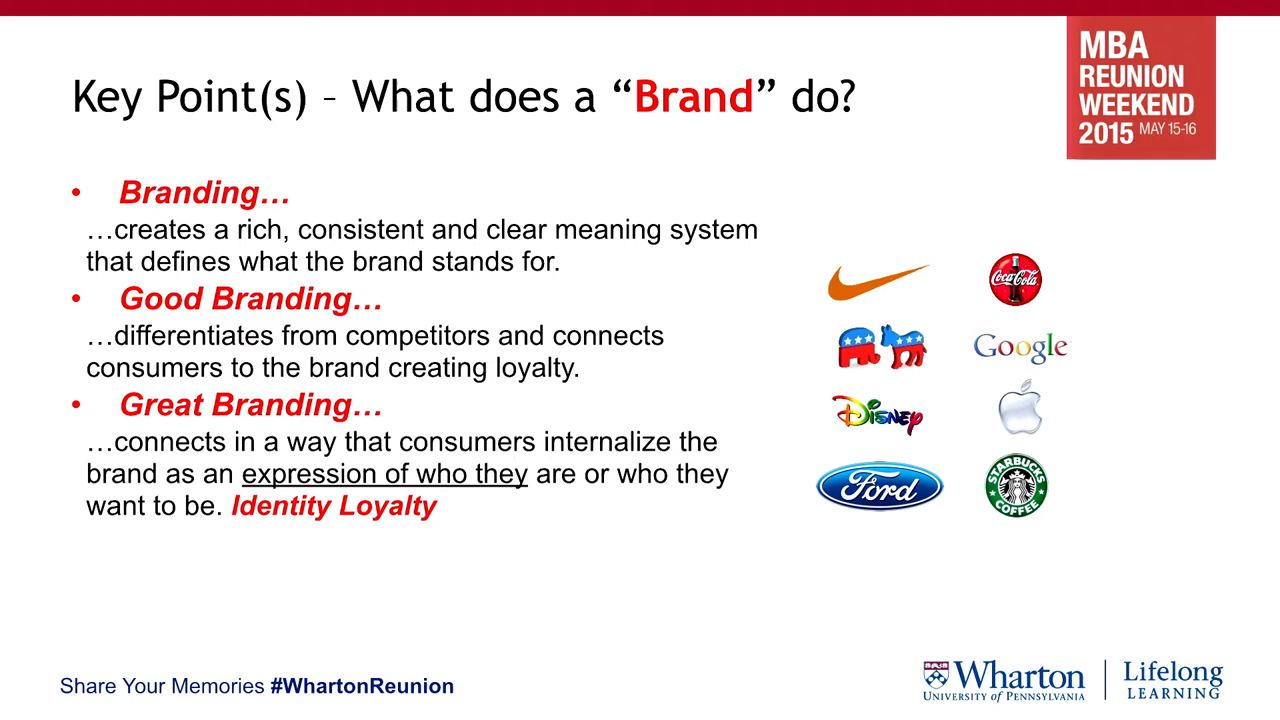 Key Point(s) – What does a “Brand” do?
MBA
REUNION
WEEKEND
2015 MAY 15-16
• Branding…
…creates a rich, consistent and clear meaning system
that defines what the brand stands for.
• Good Branding…
…differentiates from competitors and connects
consumers to the brand creating loyalty.
• Great Branding…
…connects in a way that consumers internalize the
brand as an expression of who they are or who they
want to be. Identity Loyalty
Coca-Cola
Google
Disney
Ford
STARBUCKS
COFFEE
Share Your Memories #WhartonReunion
Wharton
UNIVERSITY of PENNSYLVANIA
Lifelong
LEARNING